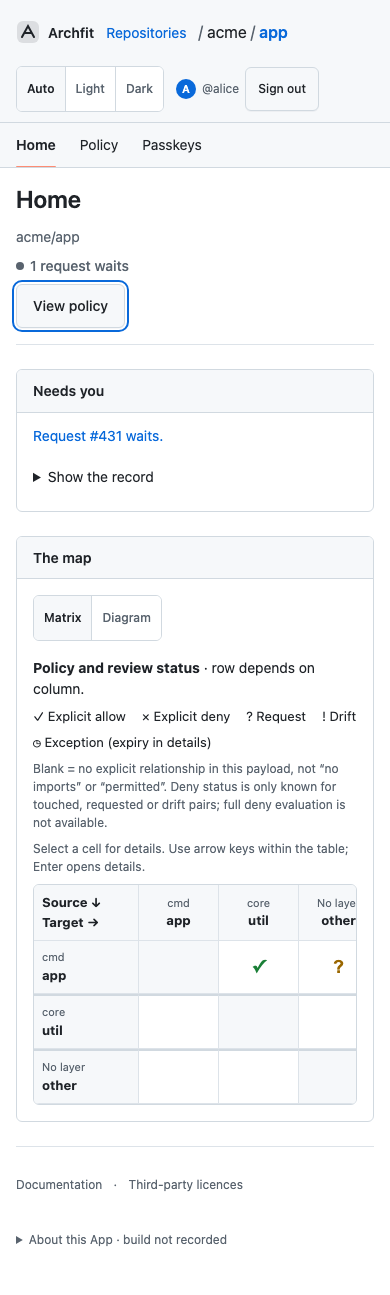 Archfit Repositories / acme / app
Auto Light Dark A @alice Sign out
Home Policy Passkeys
Home
acme/app
1 request waits
View policy
Needs you
Request #431 waits.
Show the record
The map
Matrix Diagram
Policy and review status · row depends on
column.
✓ Explicit allow × Explicit deny ? Request ! Drift
◷ Exception (expiry in details)
Blank = no explicit relationship in this payload, not “no
imports” or “permitted”. Deny status is only known for
touched, requested or drift pairs; full deny evaluation is
not available.
Select a cell for details. Use arrow keys within the table;
Enter opens details.
Source ↓ cmd core No laye
Target → app util other
cmd
app ✓ ?
core
util
No layer
other
Documentation · Third-party licences
About this App · build not recorded